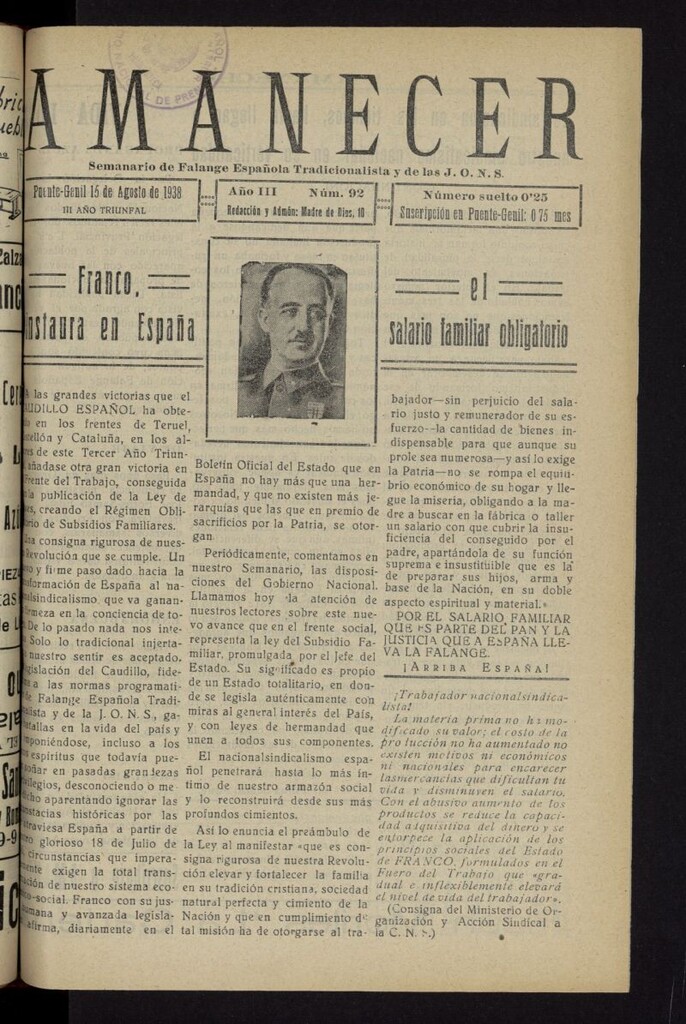 AMANECER
Semanario de Falange Española Tradicionalista y de las J. O. N. S.
Puente-Genil 15 de Agosto de 1938
III AÑO TRIUNFAL
Año III Núm. 92
Redacción y Admón: Madre de Dios, 10
Número suelto 0'25
Suscripción en Puente-Genil: 0 75 mes
Franco,
instaura en España
el
salario familiar obligatorio
A las grandes victorias que el
UDILLO ESPAÑOL ha obte-
en los frentes de Teruel,
tellón y Cataluña, en los al-
es de este Tercer Año Triun-
añadase otra gran victoria en
rente del Trabajo, conseguida
la publicación de la Ley de
es, creando el Régimen Obli-
rio de Subsidios Familiares.
na consigna rigurosa de nues-
Revolución que se cumple. Un
vo y firme paso dado hacia la
formación de España al na-
alsindicalismo que va ganan-
rmeza en la conciencia de to-
De lo pasado nada nos inte-
Solo lo tradicional injerta-
nuestro sentir es aceptado.
gislación del Caudillo, fide-
a a las normas programati-
e Falange Española Tradi-
lista y de la J. O. N. S., ga-
tallas en la vida del país y
mponiéndose, incluso a los
espíritus que todavía pue-
ñar en pasadas grandezas
ilegios, desconociendo o me-
cho aparentando ignorar las
stacias históricas por las
traviesa España a partir de
ro glorioso 18 de Julio de
circunstancias que impera-
nte exigen la total trans-
ción de nuestro sistema eco-
-social. Franco con su jus-
mana y avanzada legisla-
afirma, diariamente en el
Boletín Oficial del Estado que en
España no hay más que una her-
mandad, y que no existen más je-
rarquías que las que en premio de
sacrificios por la Patria, se otor-
gan
Periódicamente, comentamos en
nuestro Semanario, las disposi-
ciones del Gobierno Nacional.
Llamamos hoy la atención de
nuestros lectores sobre este nue-
vo avance que en el frente social,
representa la ley del Subsidio Fa-
miliar, promulgada por el Jefe del
Estado. Su significado es propio
de un Estado totalitario, en don-
de se legisla auténticamente con
miras al general interés del País,
y con leyes de hermandad que
unen a todos sus componentes.
El nacionalsindicalismo espa-
ñol penetrará hasta lo más ín-
timo de nuestro armazón social
y lo reconstruirá desde sus más
profundos cimientos.
Así lo enuncia el preámbulo de
la Ley al manifestar «que es con-
signa rigurosa de nuestra Revolu-
ción elevar y fortalecer la familia
en su tradición cristiana, sociedad
natural perfecta y cimiento de la
Nación y que en cumplimiento de
tal misión ha de otorgarse al tra-
bajador—sin perjuicio del sala-
rio justo y remunerador de su es-
fuerzo—la cantidad de bienes in-
dispensable para que aunque su
prole sea numerosa—y así lo exige
la Patria—no se rompa el equiui-
brio económico de su hogar y lle-
gue la miseria, obligando a la ma-
dre a buscar en la fábrica o taller
un salario con que cubrir la insu-
ficiencia del conseguido por el
padre, apartándola de su función
suprema e insustituible que es la
de preparar sus hijos, arma y
base de la Nación, en su doble
aspecto espiritual y material.»
POR EL SALARIO FAMILIAR
QUE ES PARTE DEL PAN Y LA
JUSTICIA QUE A ESPAÑA LLE-
VA LA FALANGE.
¡ARRIBA ESPAÑA!
¡Trabajador nacionalsindica-
lista!
La materia prima no ha mo-
dificado su valor; el costo de la
producción no ha aumentado no
existen motivos ni económicos
ni nacionales para encarecer
las mercancias que dificultan tu
vida y disminuyen el salario.
Con el abusivo aumento de los
productos se reduce la capaci-
dad adquisitiva del dinero y se
entorpece la aplicación de los
principios sociales del Estado
de FRANCO, formulados en el
Fuero del Trabajo que «gra-
dual e inflexiblemente elevará
el nivel de vida del trabajador».
(Consigna del Ministerio de Or-
ganización y Acción Sindical a
la C. N. S.)